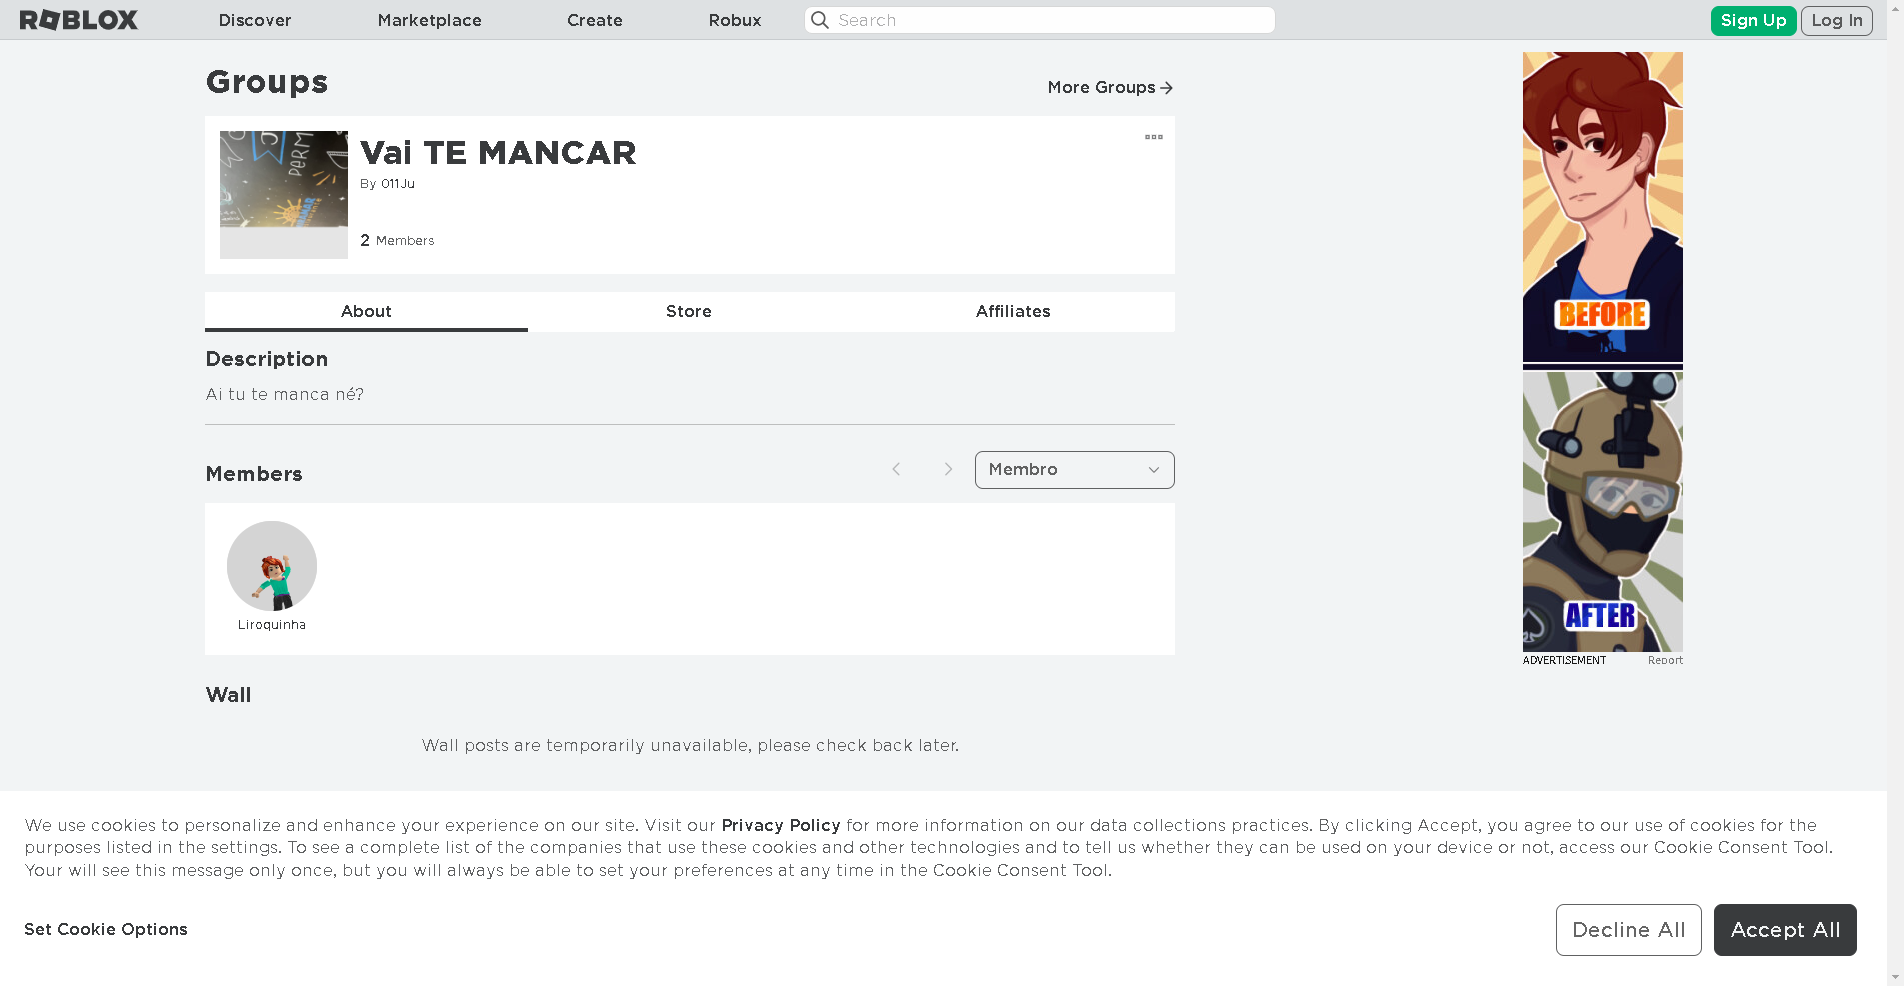 ROBLOX
Discover
Marketplace
Create
Robux
Search
Sign Up
Log In
Groups
More Groups
Vai TE MANCAR
By 011Ju
2 Members
About
Store
Affiliates
Description
Ai tu te manca né?
Members
Membro
Liroquinha
Wall
Wall posts are temporarily unavailable, please check back later.
BEFORE
AFTER
ADVERTISEMENT
Report
We use cookies to personalize and enhance your experience on our site. Visit our Privacy Policy for more information on our data collections practices. By clicking Accept, you agree to our use of cookies for the
purposes listed in the settings. To see a complete list of the companies that use these cookies and other technologies and to tell us whether they can be used on your device or not, access our Cookie Consent Tool.
Your will see this message only once, but you will always be able to set your preferences at any time in the Cookie Consent Tool.
Set Cookie Options
Decline All
Accept All